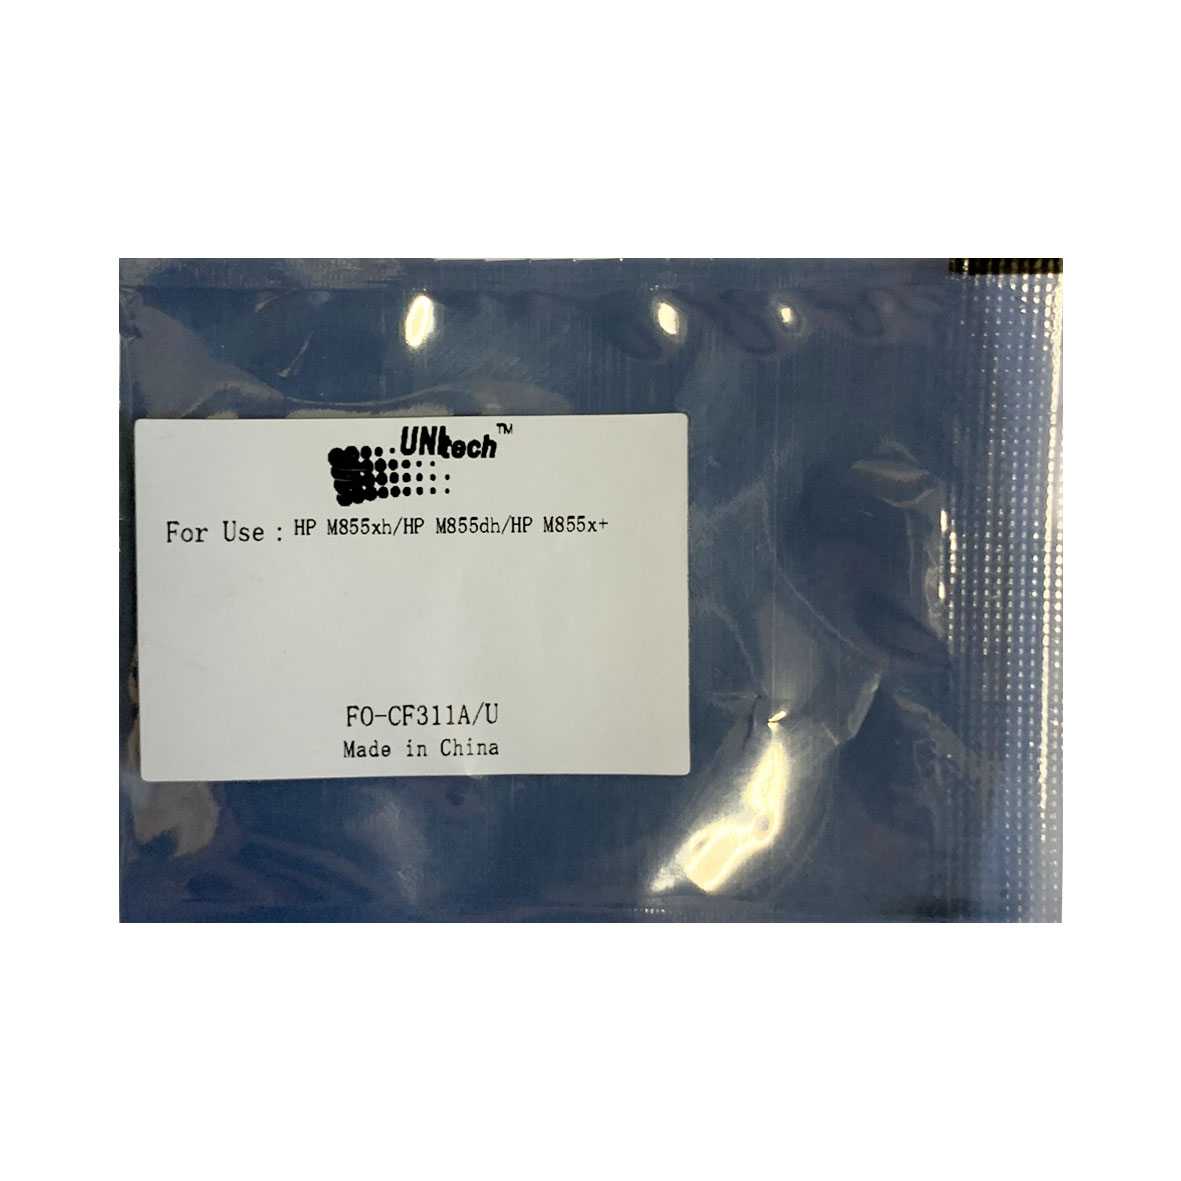 UNItech™
For Use : HP M855xh/HP M855dh/HP M855x+
FO-CF311A/U
Made in China